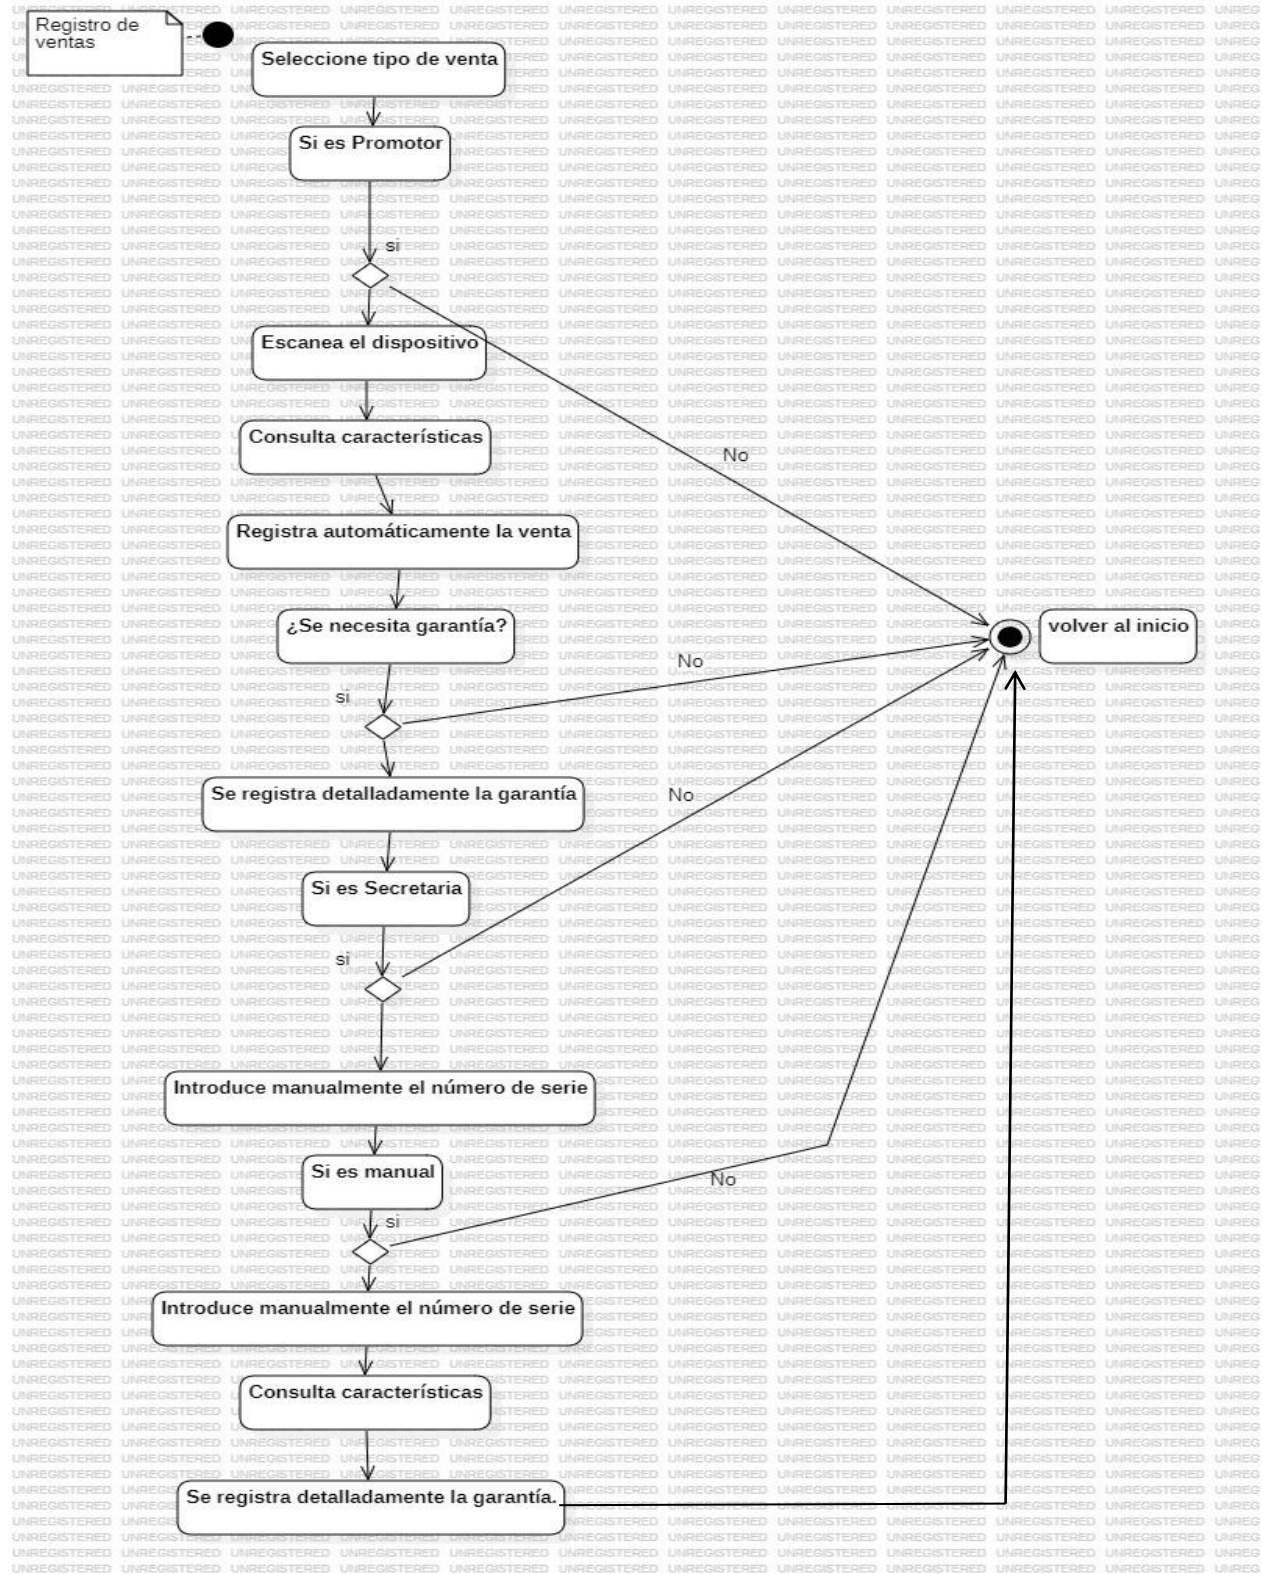 Registro de
ventas
Seleccione tipo de venta
Si es Promotor
si
Escanea el dispositivo
Consulta característícas
No
Registra automáticamente la venta
¿Se necesita garantía?
volver al inicio
No
si
Se registra detalladamente la garantía
No
Si es Secretaria
si
Introduce manualmente el número de serie
Si es manual
No
si
Introduce manualmente el número de serie
Consulta característícas
Se registra detalladamente la garantía.
UNREGISTERED